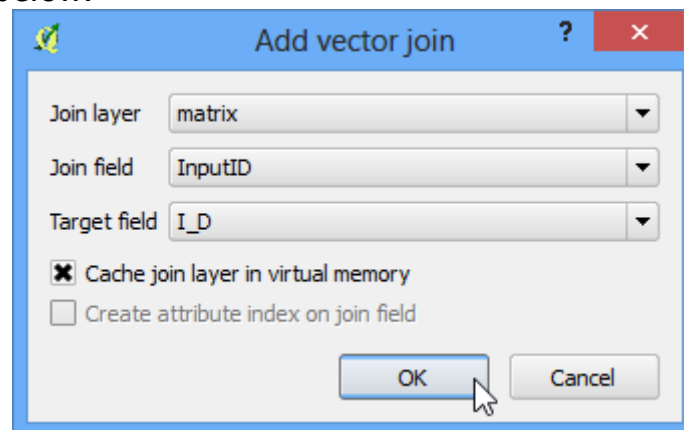 Add vector join ? ×
Join layer matrix
Join field InputID
Target field I_D
Cache join layer in virtual memory
Create attribute index on join field
OK Cancel